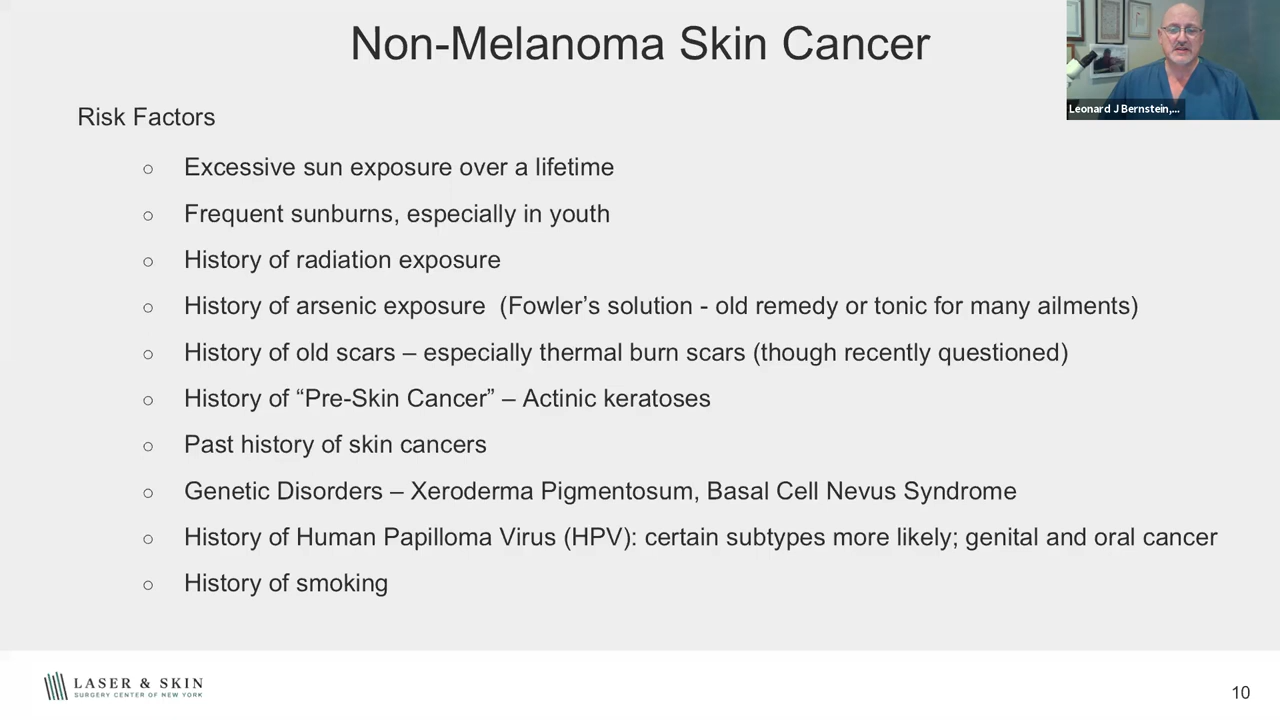 Non-Melanoma Skin Cancer
Leonard J Bernstein,...
Risk Factors
○ Excessive sun exposure over a lifetime
○ Frequent sunburns, especially in youth
○ History of radiation exposure
○ History of arsenic exposure  (Fowler’s solution - old remedy or tonic for many ailments)
○ History of old scars – especially thermal burn scars (though recently questioned)
○ History of “Pre-Skin Cancer” – Actinic keratoses
○ Past history of skin cancers
○ Genetic Disorders – Xeroderma Pigmentosum, Basal Cell Nevus Syndrome
○ History of Human Papilloma Virus (HPV): certain subtypes more likely; genital and oral cancer
○ History of smoking
LASER & SKIN
SURGERY CENTER OF NEW YORK
10